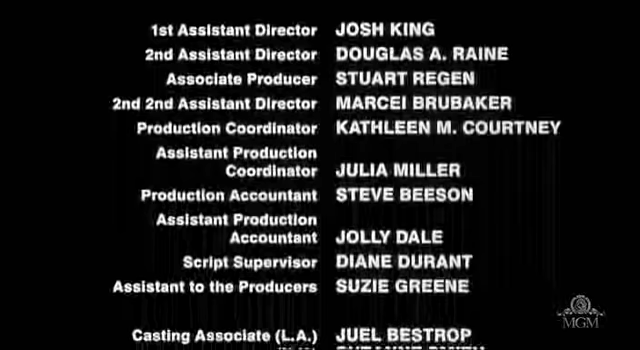 1st Assistant Director JOSH KING
2nd Assistant Director DOUGLAS A. RAINE
Associate Producer STUART REGEN
2nd 2nd Assistant Director MARCEI BRUBAKER
Production Coordinator KATHLEEN M. COURTNEY
Assistant Production
Coordinator JULIA MILLER
Production Accountant STEVE BEESON
Assistant Production
Accountant JOLLY DALE
Script Supervisor DIANE DURANT
Assistant to the Producers SUZIE GREENE
Casting Associate (L.A.) JUEL BESTROP
MGM